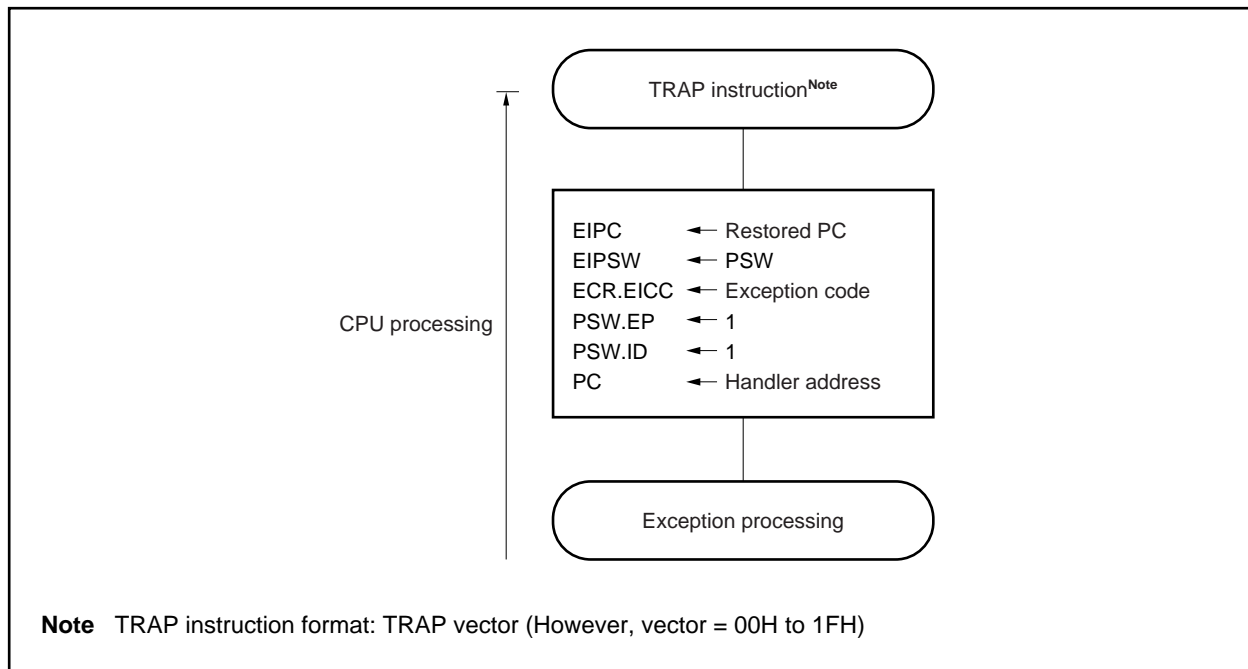 TRAP instructionNote
CPU processing
EIPC ← Restored PC
EIPSW ← PSW
ECR.EICC ← Exception code
PSW.EP ← 1
PSW.ID ← 1
PC ← Handler address
Exception processing
Note TRAP instruction format: TRAP vector (However, vector = 00H to 1FH)